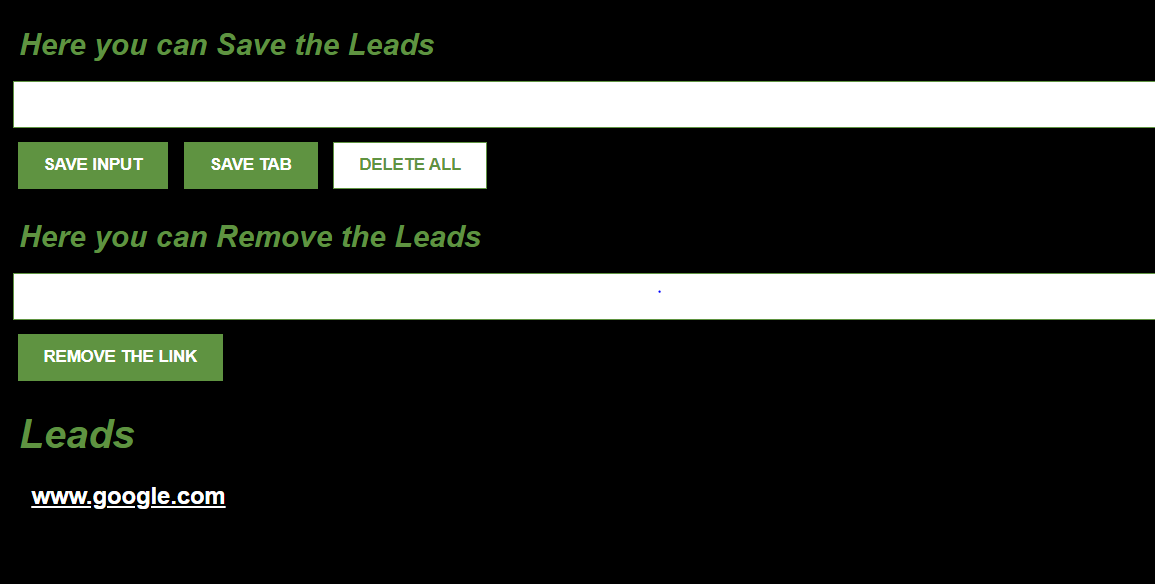 Here you can Save the Leads
SAVE INPUT SAVE TAB DELETE ALL
Here you can Remove the Leads
REMOVE THE LINK
Leads
www.google.com